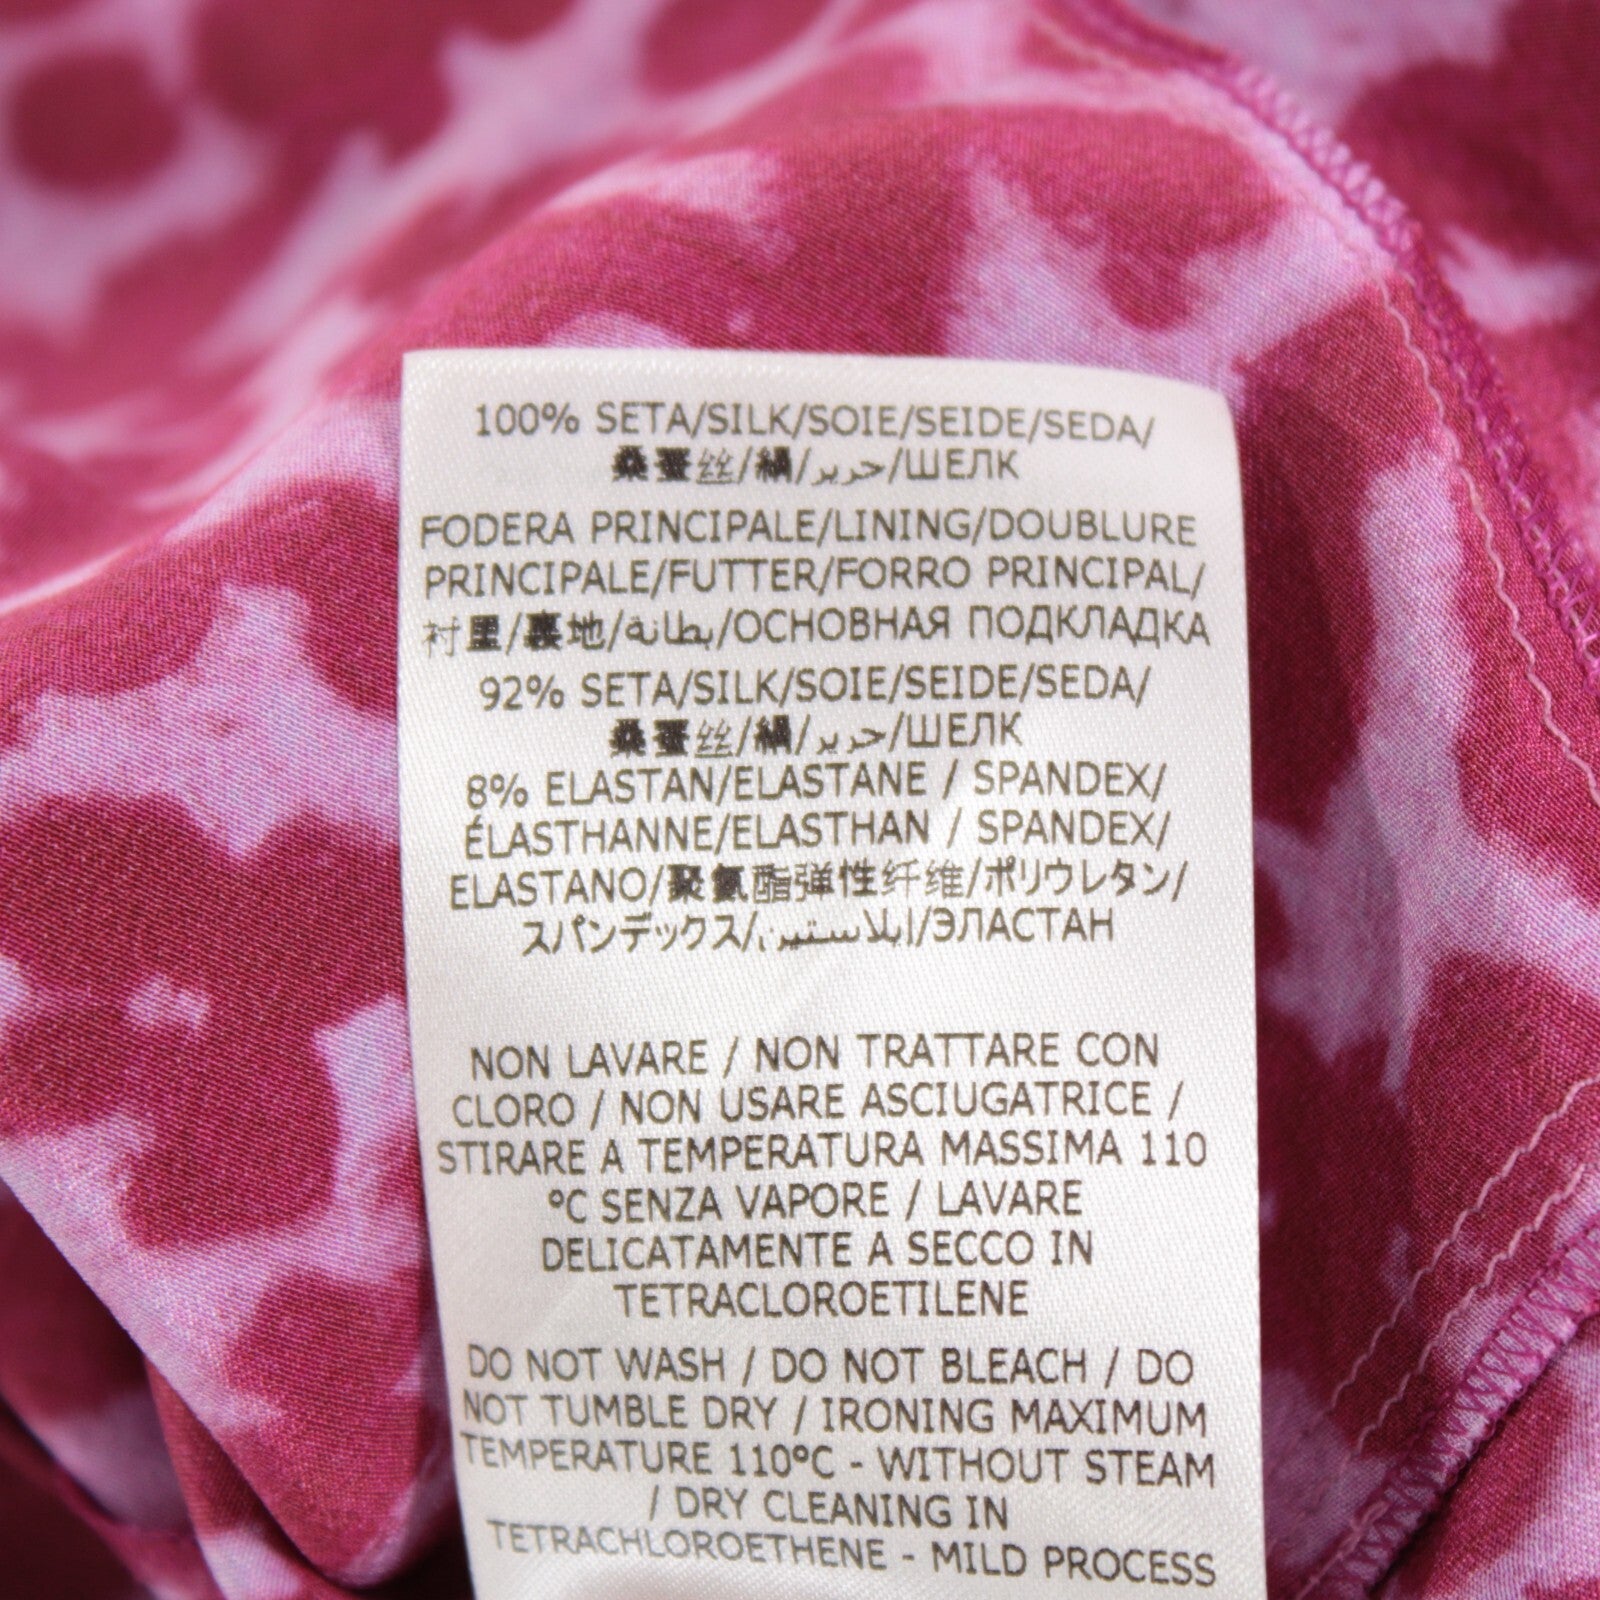 100% SETA/SILK/SOIE/SEIDE/SEDA/
桑蚕丝/絹/حرير/ШЕЛК
FODERA PRINCIPALE/LINING/DOUBLURE
PRINCIPALE/FUTTER/FORRO PRINCIPAL/
衬里/裏地/بطانة/ОСНОВНАЯ ПОДКЛАДКА
92% SETA/SILK/SOIE/SEIDE/SEDA/
桑蚕丝/絹/حرير/ШЕЛК
8% ELASTAN/ELASTANE / SPANDEX/
ÉLASTHANNE/ELASTHAN / SPANDEX/
ELASTANO/聚氨酯弹性纤维/ポリウレタン/
スパンデックス/إيلاستين/ЭЛАСТАН
NON LAVARE / NON TRATTARE CON
CLORO / NON USARE ASCIUGATRICE /
STIRARE A TEMPERATURA MASSIMA 110
°C SENZA VAPORE / LAVARE
DELICATAMENTE A SECCO IN
TETRACLOROETILENE
DO NOT WASH / DO NOT BLEACH / DO
NOT TUMBLE DRY / IRONING MAXIMUM
TEMPERATURE 110°C - WITHOUT STEAM
/ DRY CLEANING IN
TETRACHLOROETHENE - MILD PROCESS